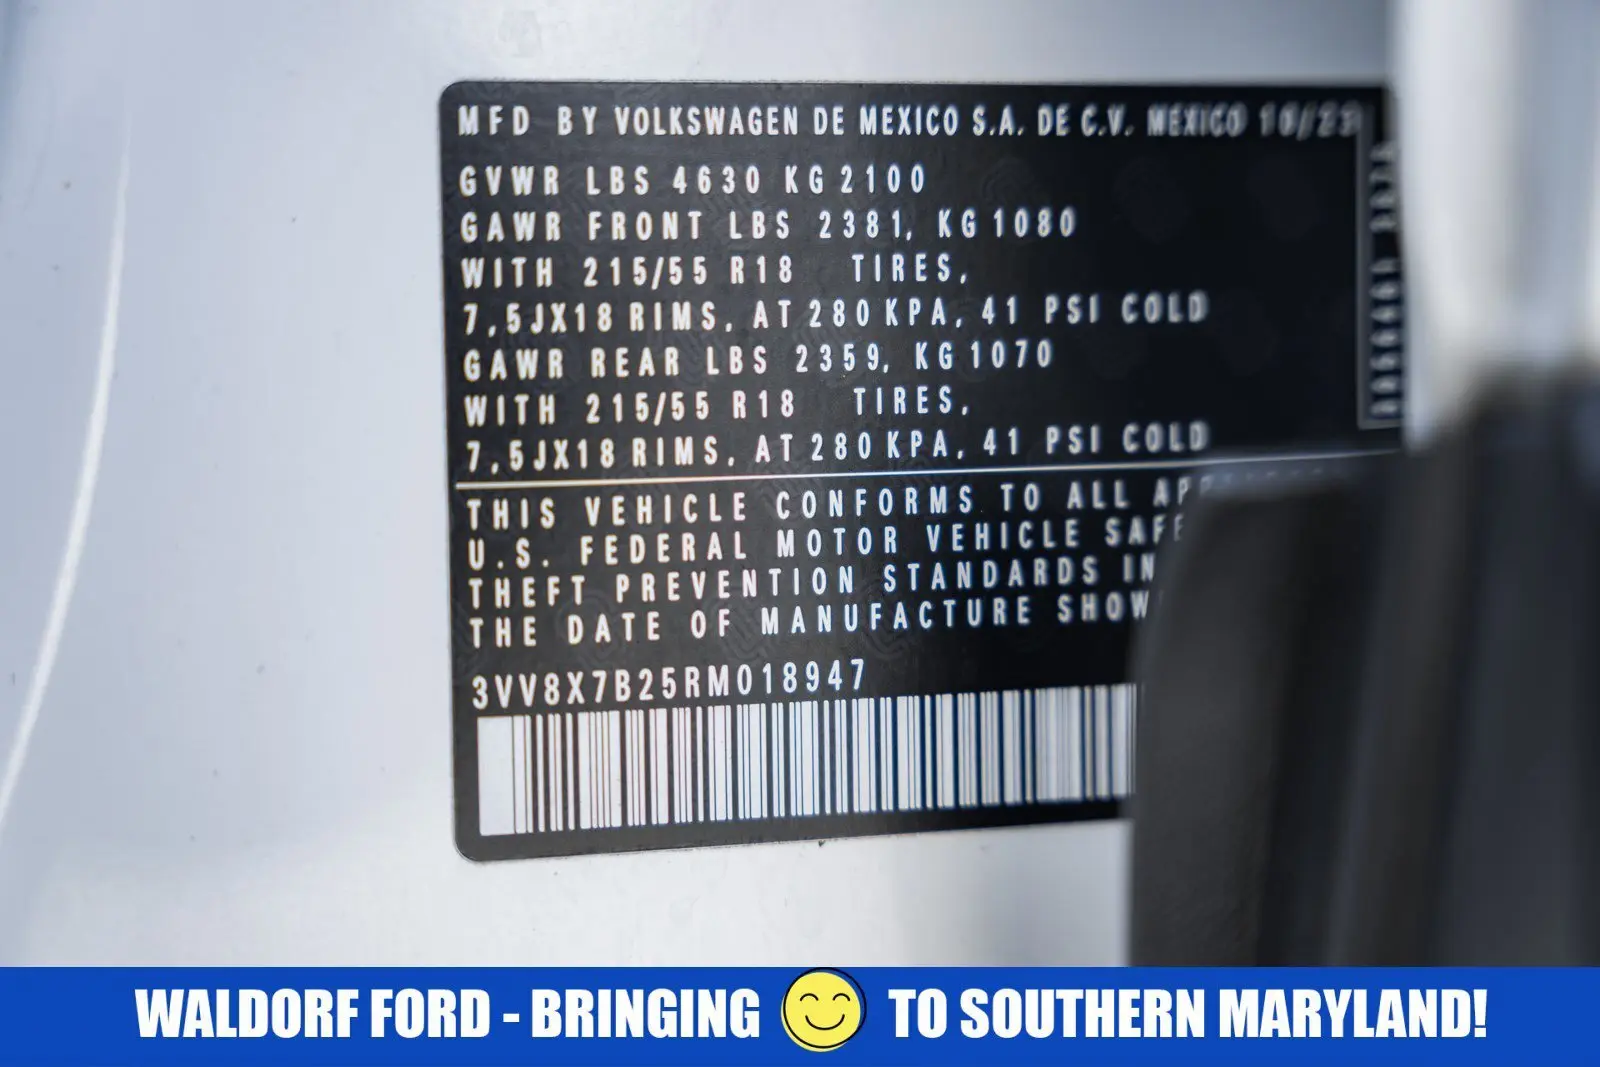 MFD BY VOLKSWAGEN DE MEXICO S.A. DE C.V. MEXICO 10/23
GVWR LBS 4630 KG 2100
GAWR FRONT LBS 2381, KG 1080
WITH 215/55 R18 TIRES,
7,5JX18 RIMS, AT 280 KPA, 41 PSI COLD
GAWR REAR LBS 2359, KG 1070
WITH 215/55 R18 TIRES,
7,5JX18 RIMS, AT 280 KPA, 41 PSI COLD
THIS VEHICLE CONFORMS TO ALL
U.S. FEDERAL MOTOR VEHICLE
THEFT PREVENTION STANDARDS IN
THE DATE OF MANUFACTURE
3VV8X7B25RM018947
WALDORF FORD - BRINGING TO SOUTHERN MARYLAND!